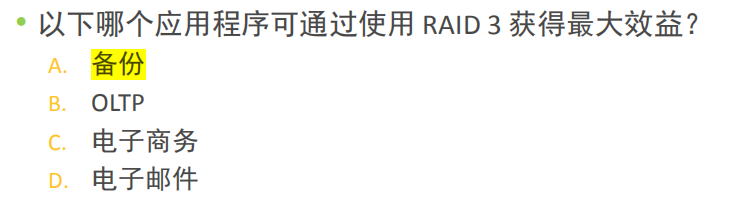 • 以下哪个应用程序可通过使用 RAID 3 获得最大效益？
A. 备份
B. OLTP
C. 电子商务
D. 电子邮件